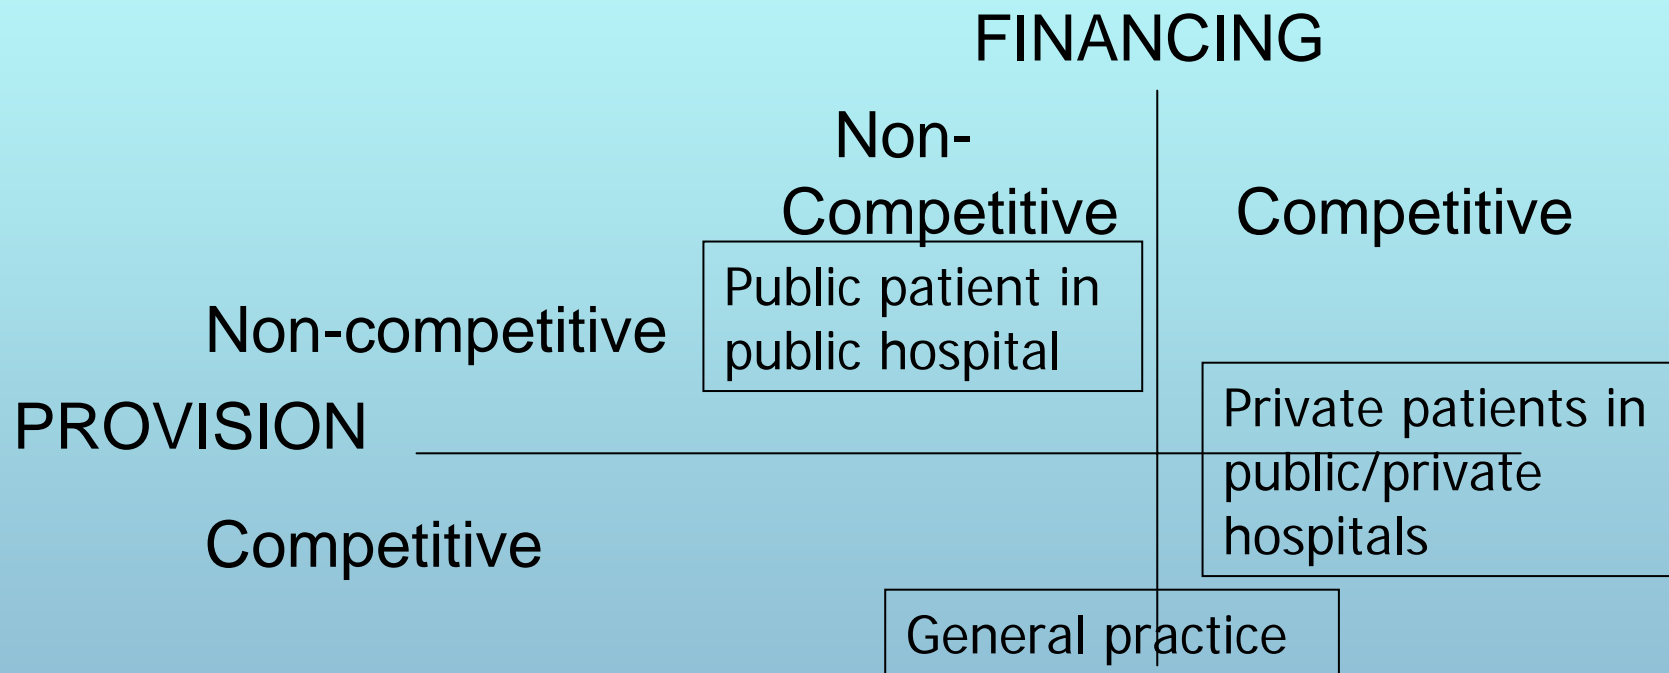 FINANCING
Non-
Competitive
Competitive
Public patient in
public hospital
Non-competitive
PROVISION
Private patients in
public/private
hospitals
Competitive
General practice